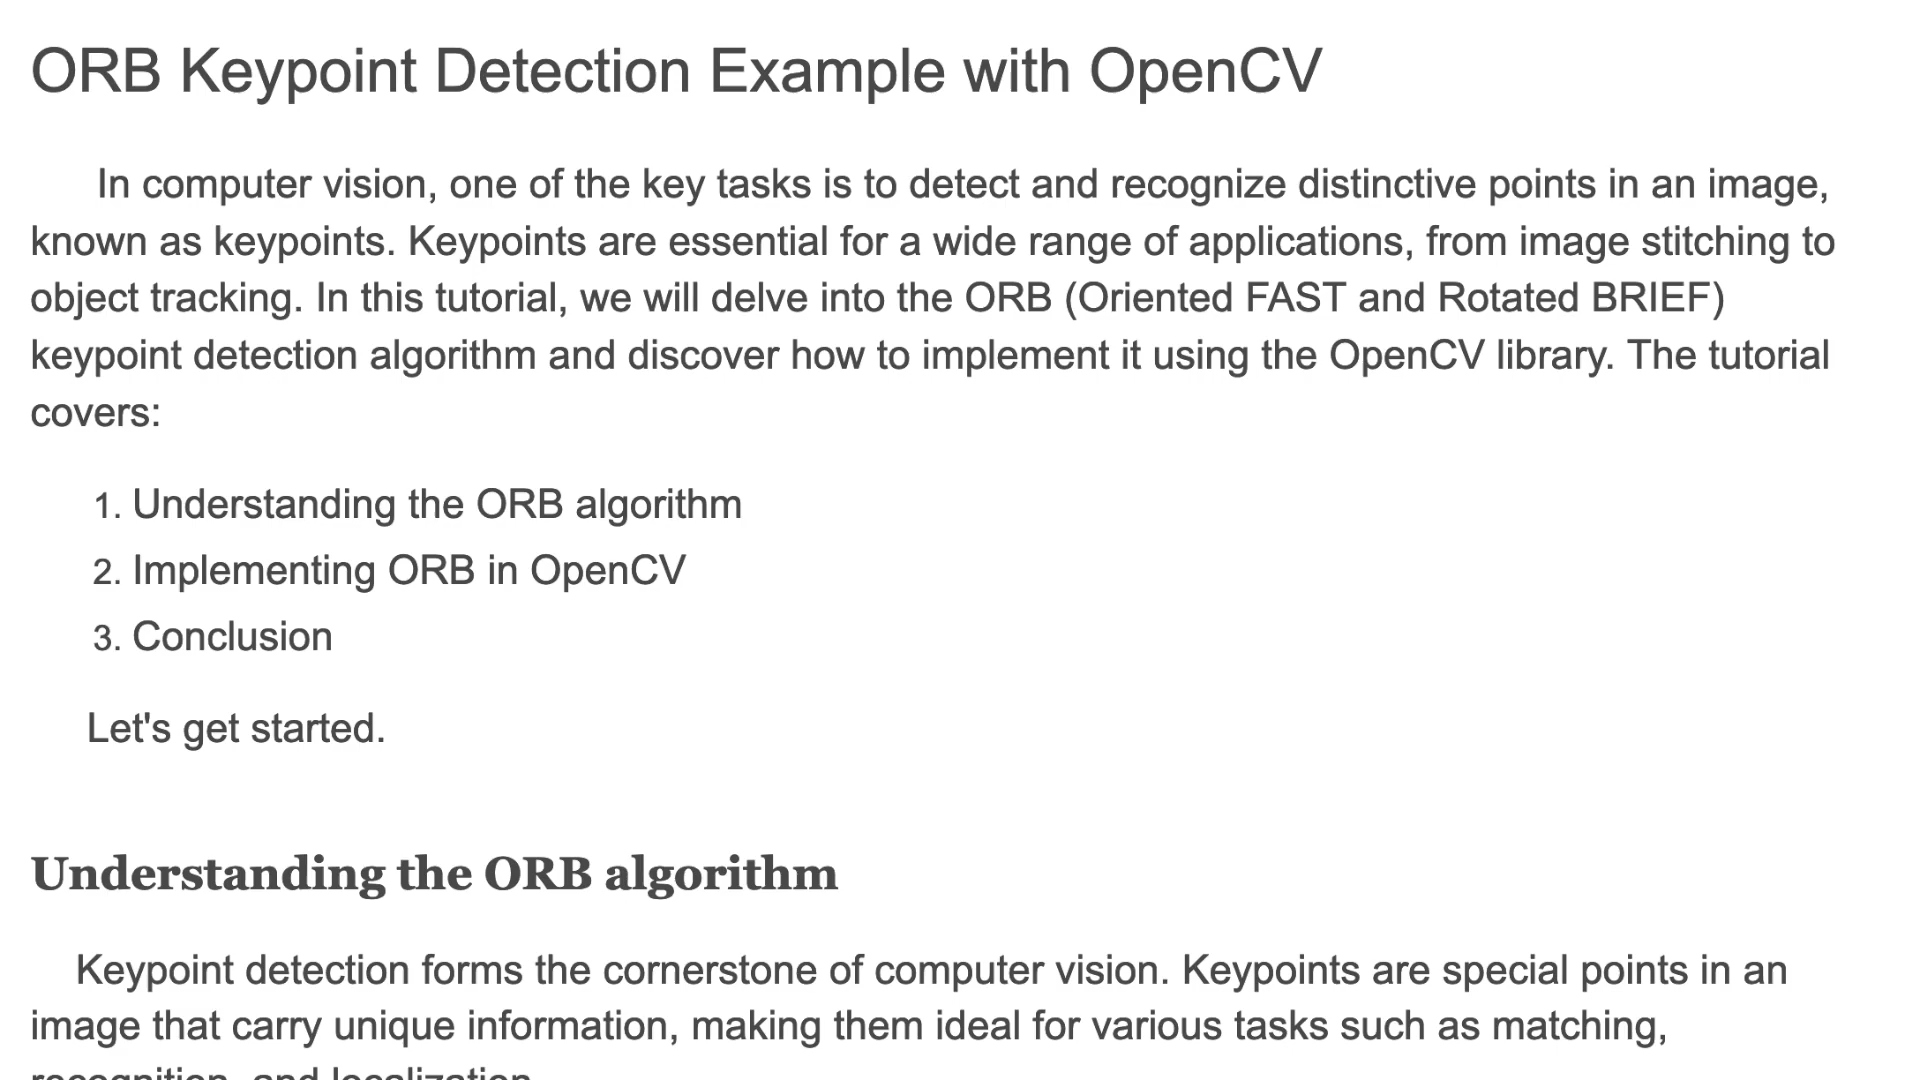 ORB Keypoint Detection Example with OpenCV
In computer vision, one of the key tasks is to detect and recognize distinctive points in an image,
known as keypoints. Keypoints are essential for a wide range of applications, from image stitching to
object tracking. In this tutorial, we will delve into the ORB (Oriented FAST and Rotated BRIEF)
keypoint detection algorithm and discover how to implement it using the OpenCV library. The tutorial
covers:
1. Understanding the ORB algorithm
2. Implementing ORB in OpenCV
3. Conclusion
Let's get started.
Understanding the ORB algorithm
Keypoint detection forms the cornerstone of computer vision. Keypoints are special points in an
image that carry unique information, making them ideal for various tasks such as matching,
recognition, and localization.